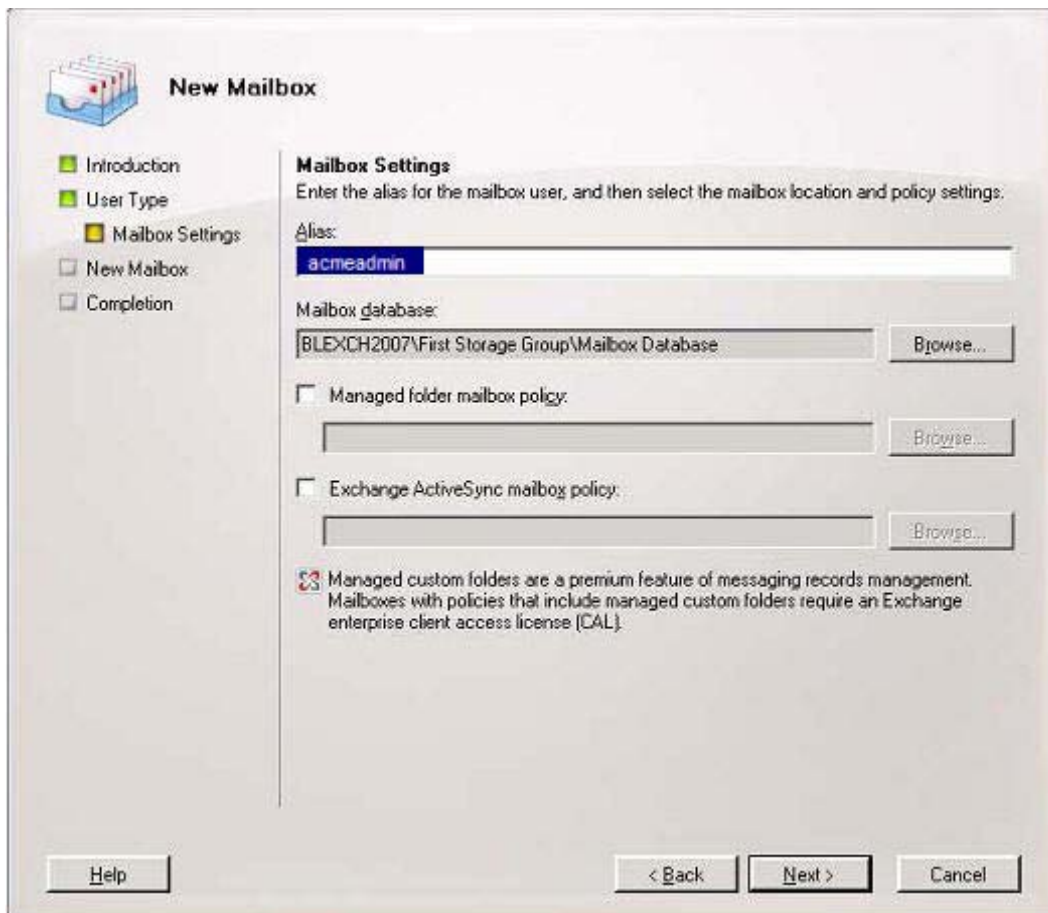 New Mailbox
Introduction
User Type
Mailbox Settings
New Mailbox
Completion
Mailbox Settings
Enter the alias for the mailbox user, and then select the mailbox location and policy settings.
Alias:
acmeadmin
Mailbox database:
BLEXCH2007\First Storage Group\Mailbox Database
Browse...
Managed folder mailbox policy:
Browse...
Exchange ActiveSync mailbox policy:
Browse...
Managed custom folders are a premium feature of messaging records management.
Mailboxes with policies that include managed custom folders require an Exchange
enterprise client access license (CAL).
Help
< Back
Next >
Cancel